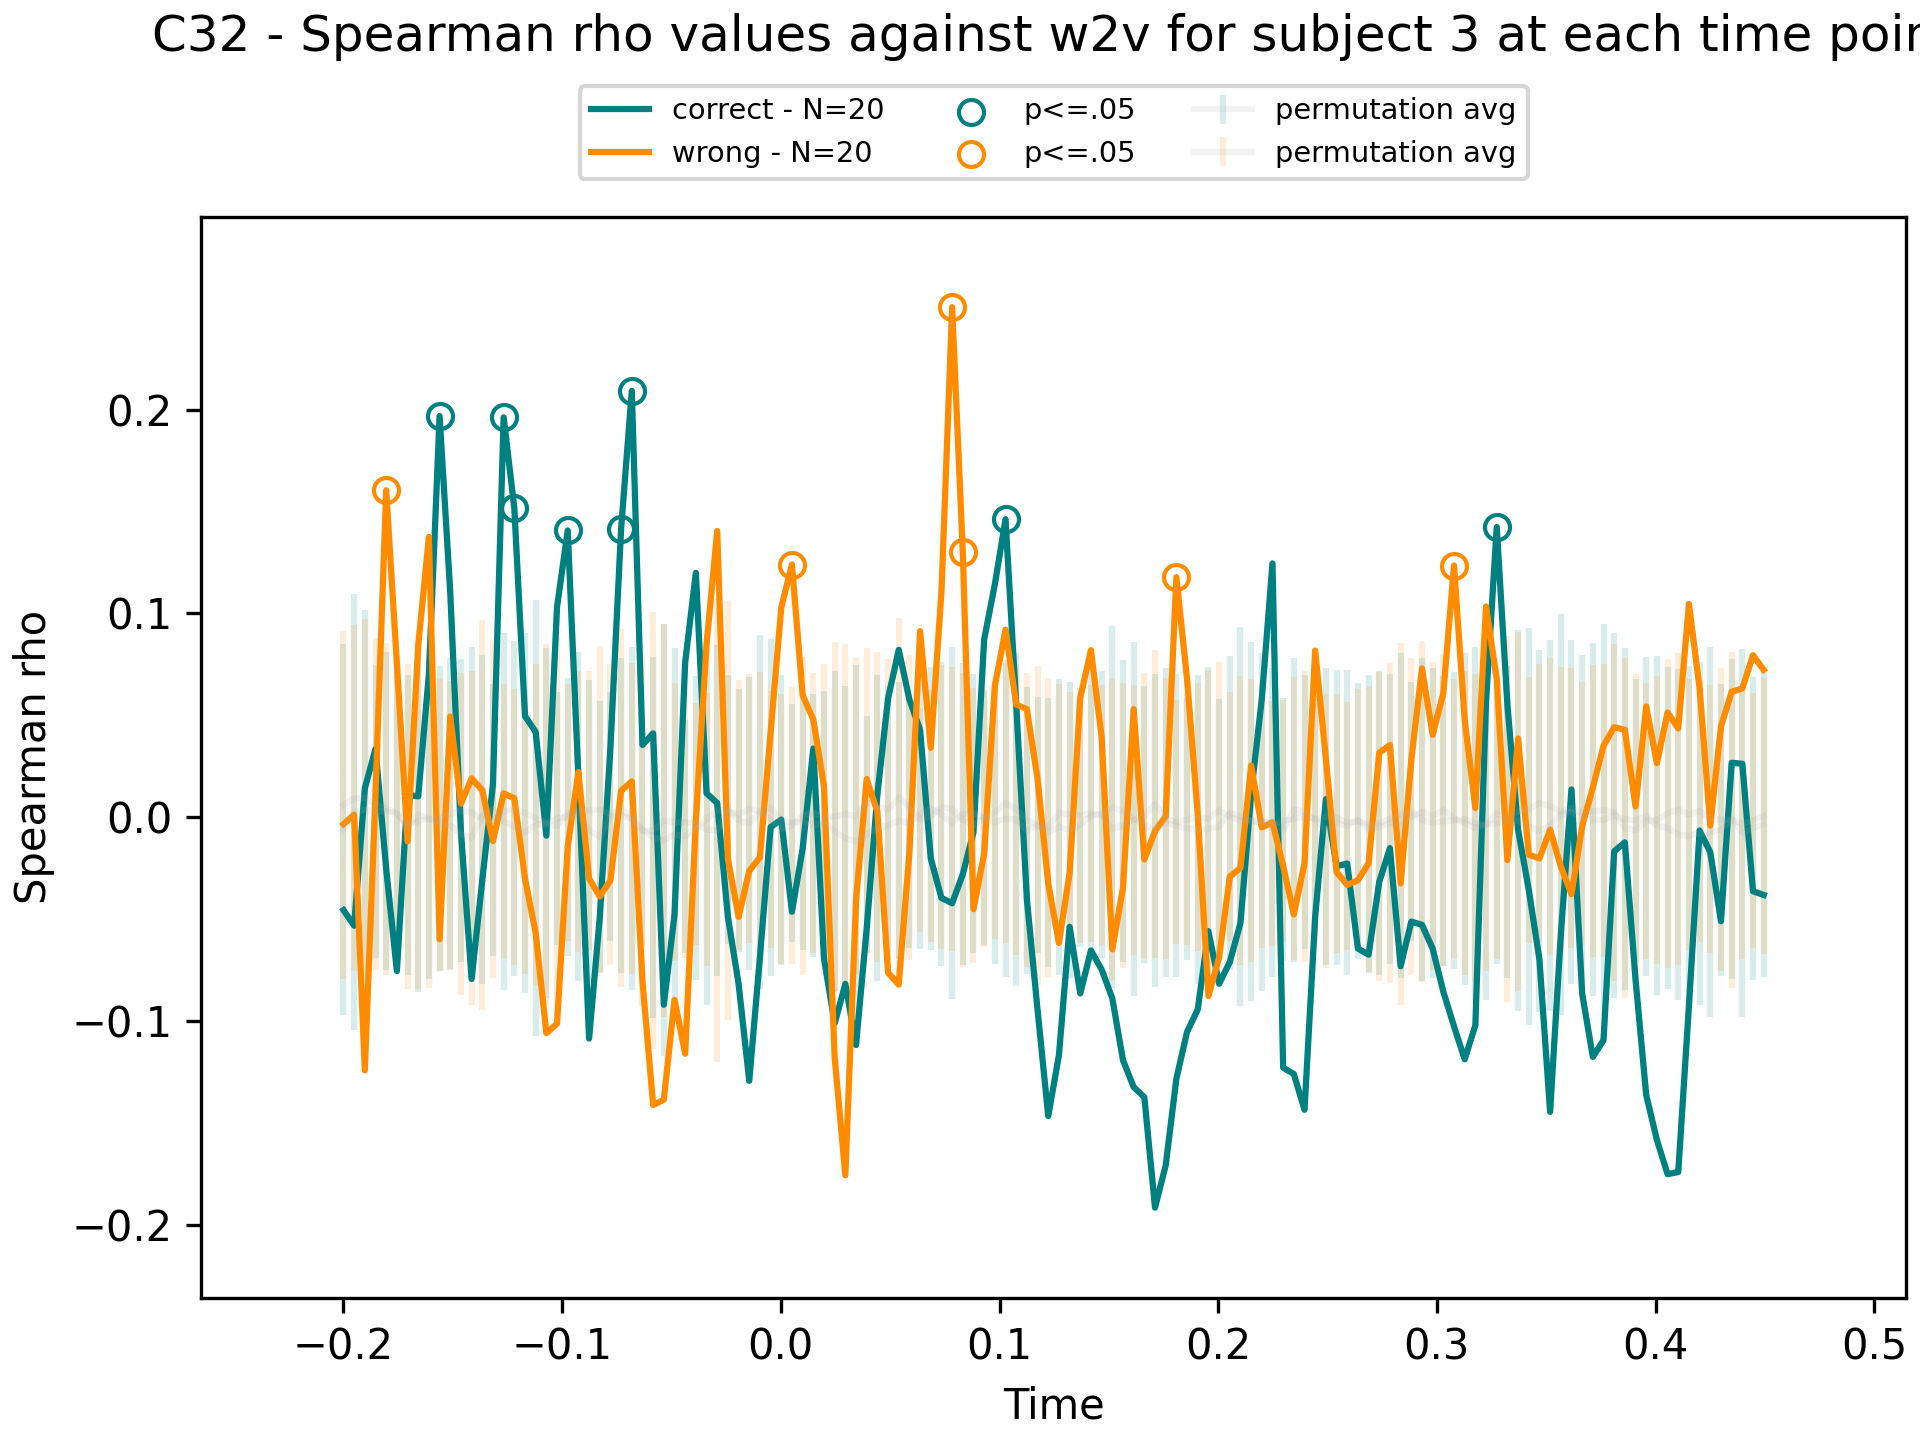 C32 - Spearman rho values against w2v for subject 3 at each time poin
correct - N=20 p<=.05 permutation avg
wrong - N=20 p<=.05 permutation avg
Spearman rho
0.2
0.1
0.0
−0.1
−0.2
−0.2 −0.1 0.0 0.1 0.2 0.3 0.4 0.5
Time